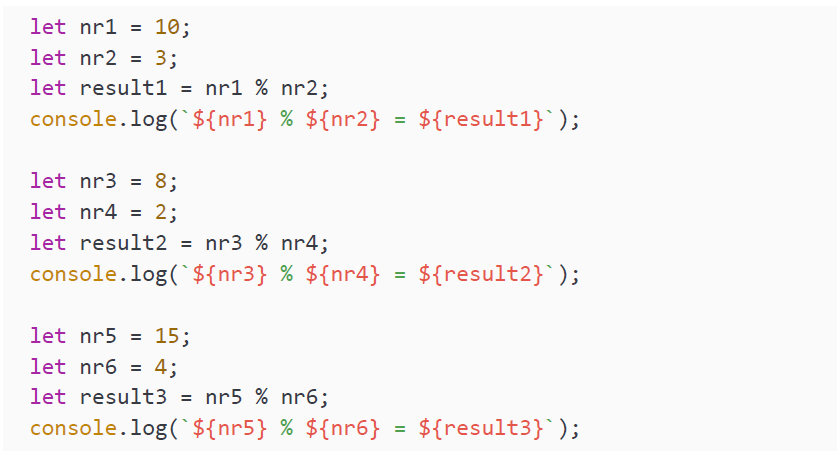 let nr1 = 10;
let nr2 = 3;
let result1 = nr1 % nr2;
console.log(`${nr1} % ${nr2} = ${result1}`);
let nr3 = 8;
let nr4 = 2;
let result2 = nr3 % nr4;
console.log(`${nr3} % ${nr4} = ${result2}`);
let nr5 = 15;
let nr6 = 4;
let result3 = nr5 % nr6;
console.log(`${nr5} % ${nr6} = ${result3}`);